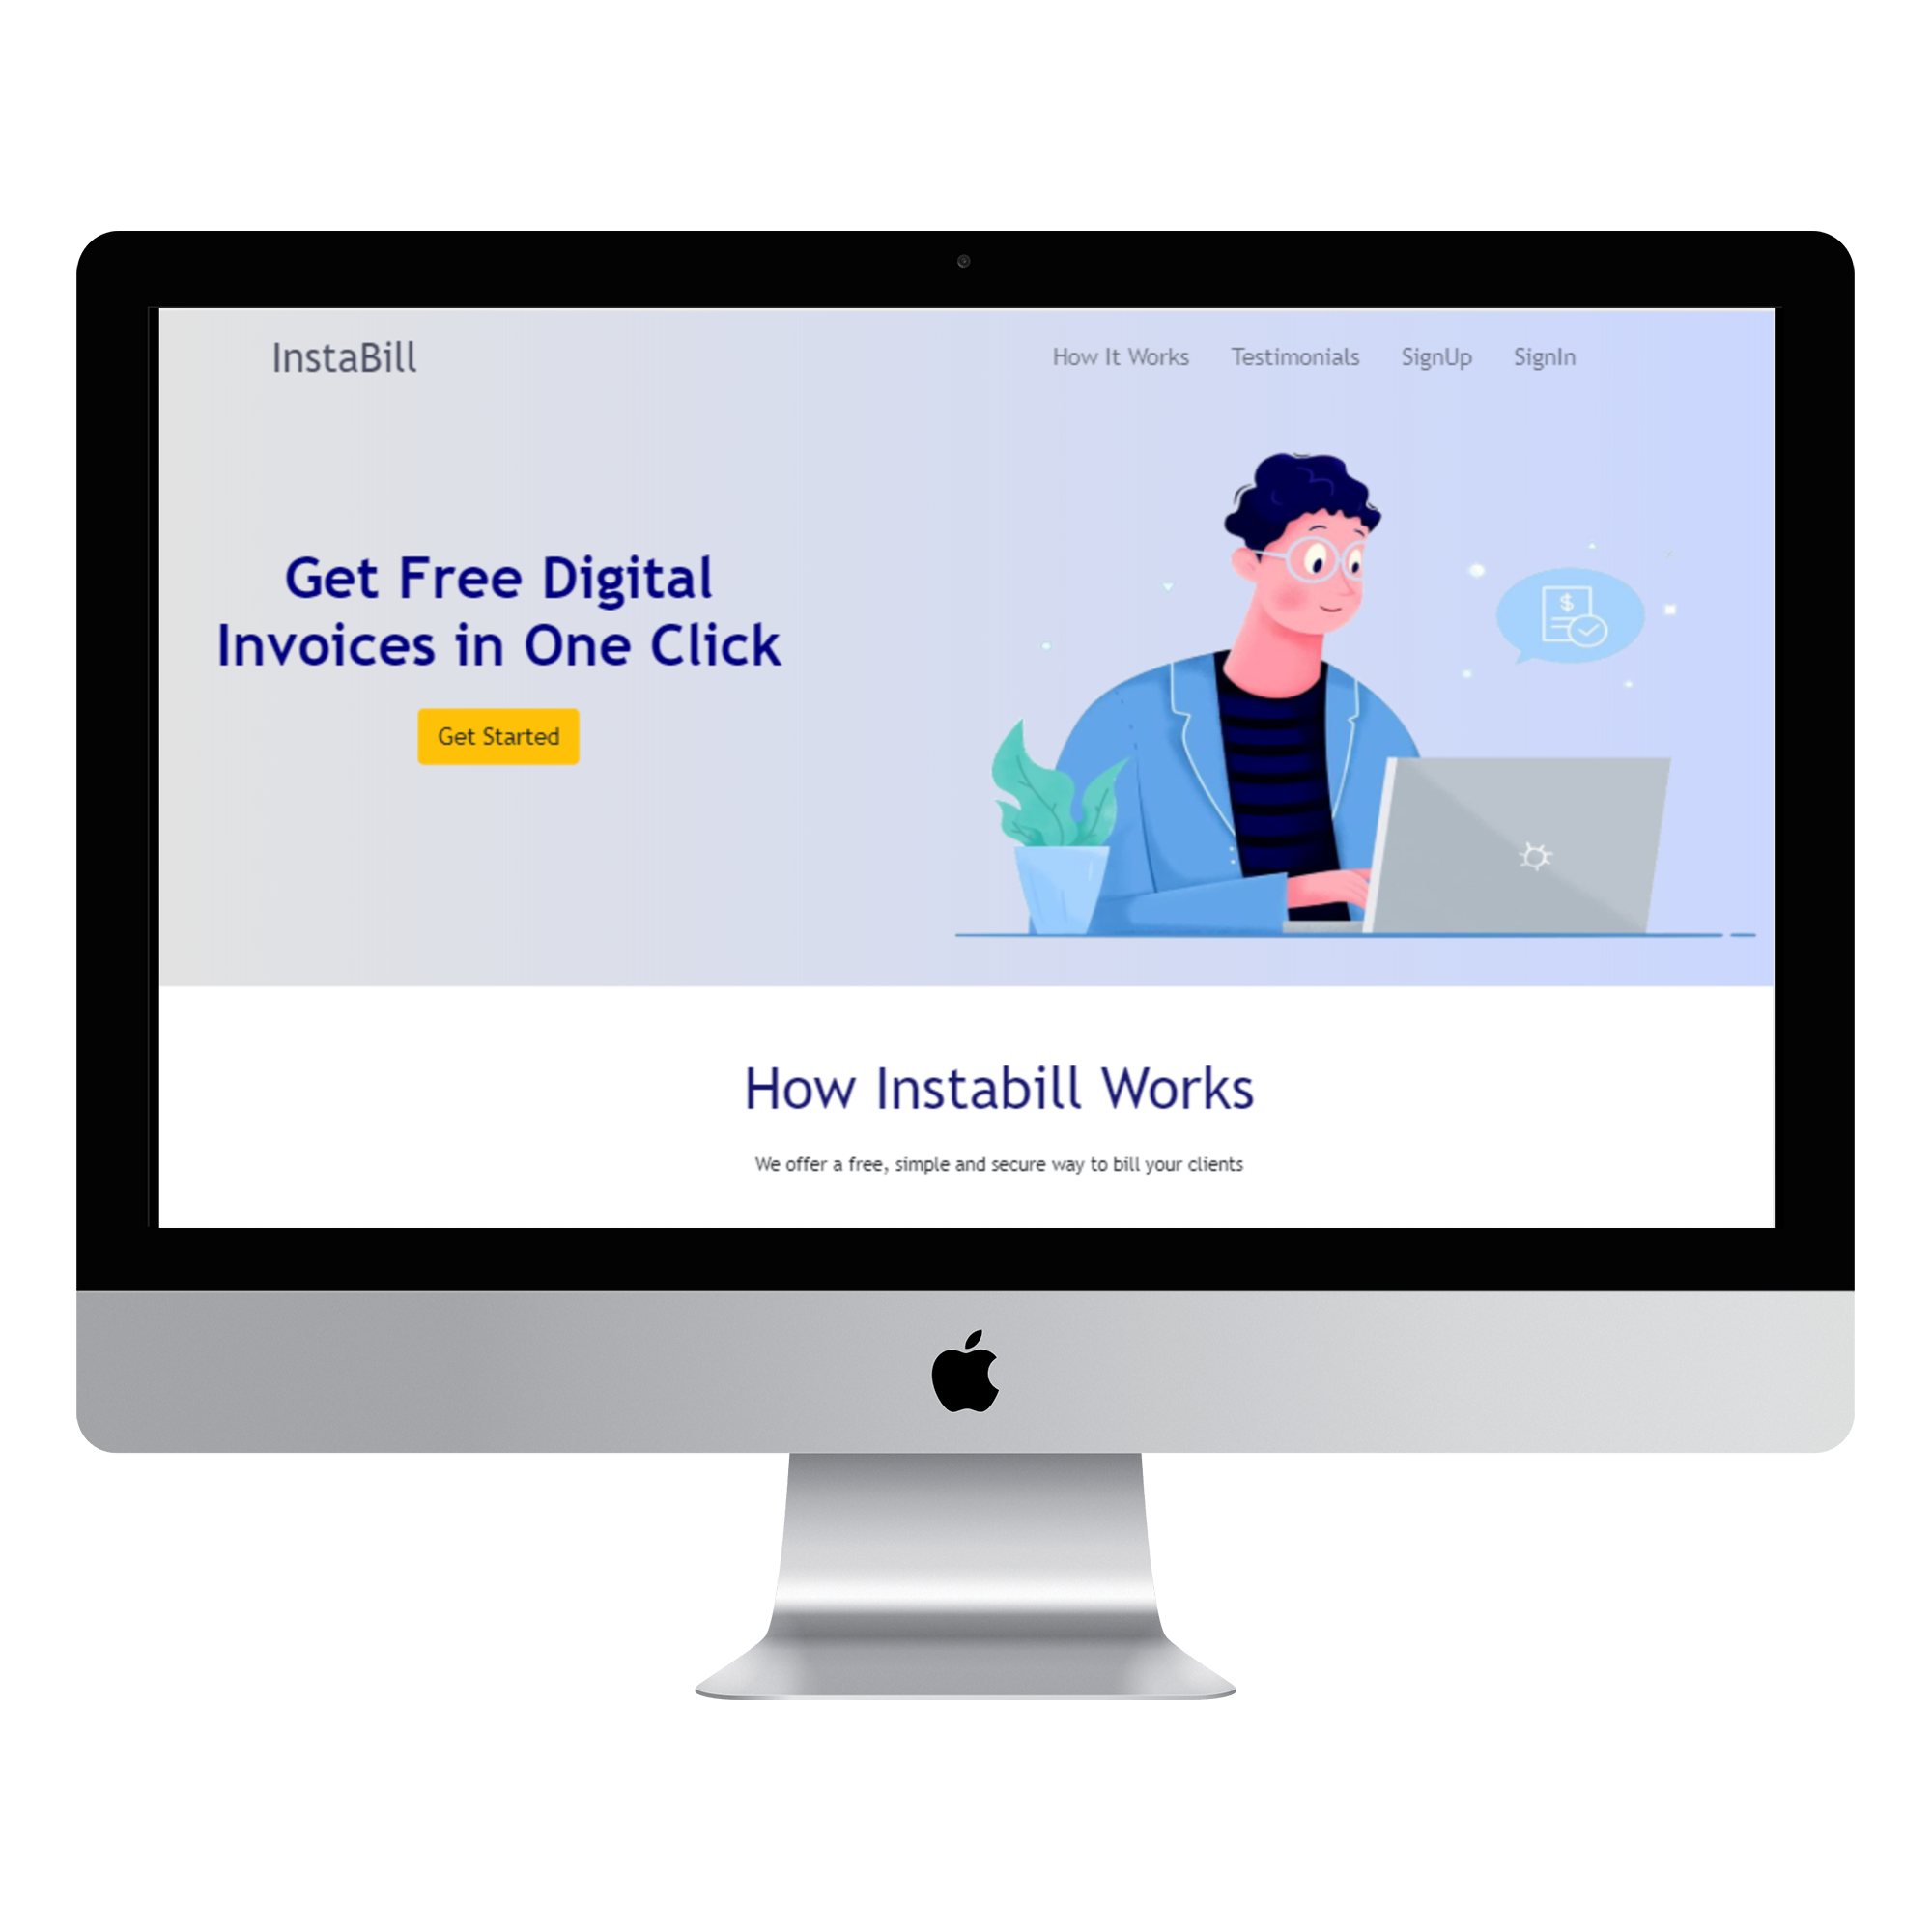 InstaBill
How It Works Testimonials SignUp SignIn
Get Free Digital
Invoices in One Click
Get Started
$
How Instabill Works
We offer a free, simple and secure way to bill your clients